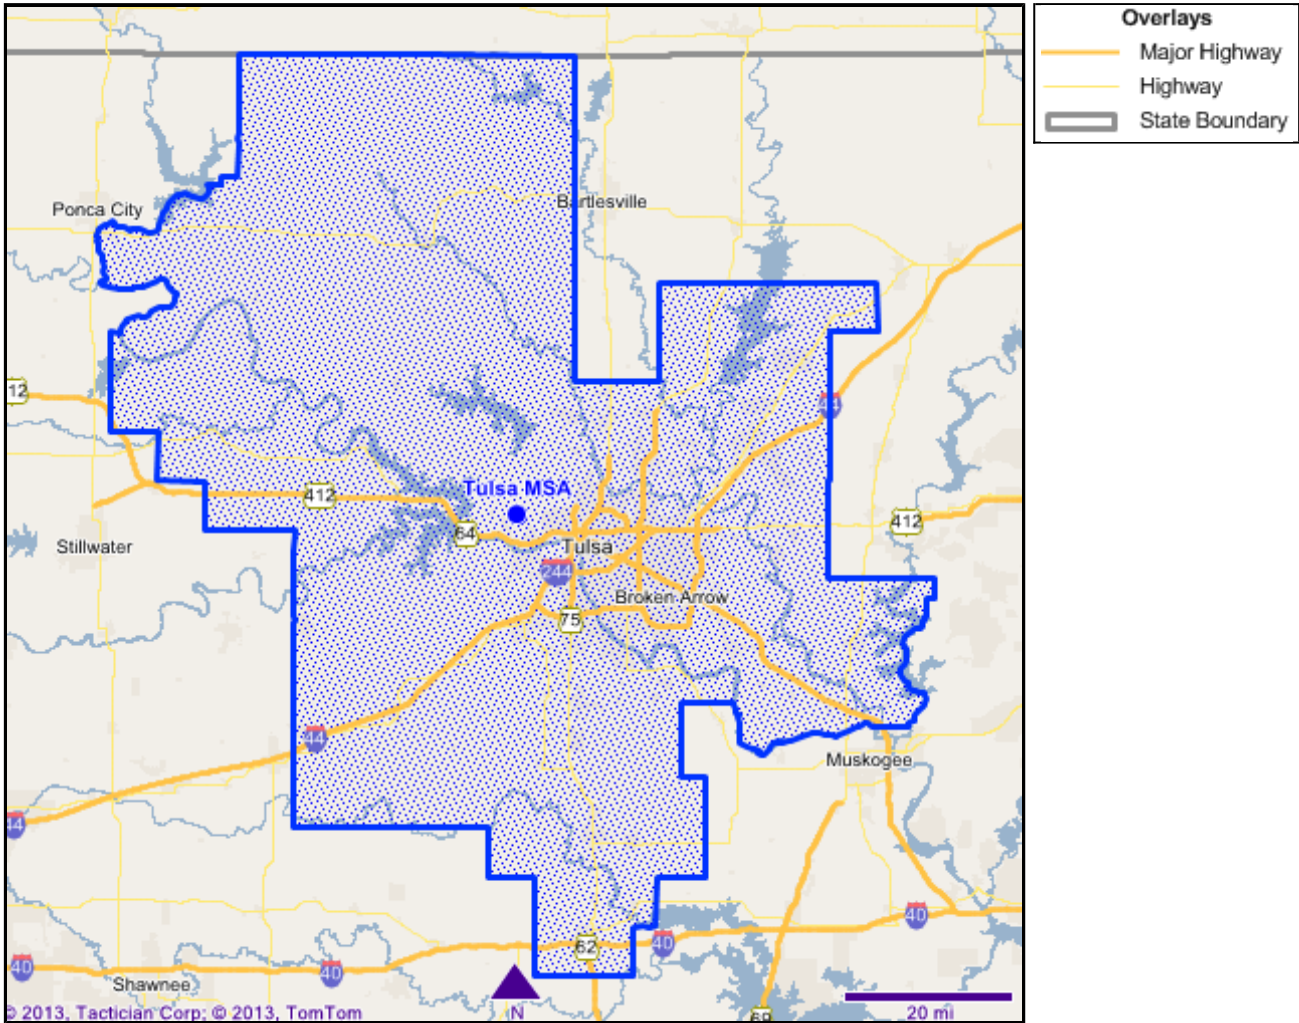 Overlays
Major Highway
Highway
State Boundary
Ponca City
Bartlesville
12
44
412
Tulsa MSA
412
64
Stillwater
Tulsa
244
Broken Arrow
75
44
Muskogee
44
40
62
40
40
40
Shawnee
N
20 mi
© 2013, Tactician Corp; © 2013, TomTom
69